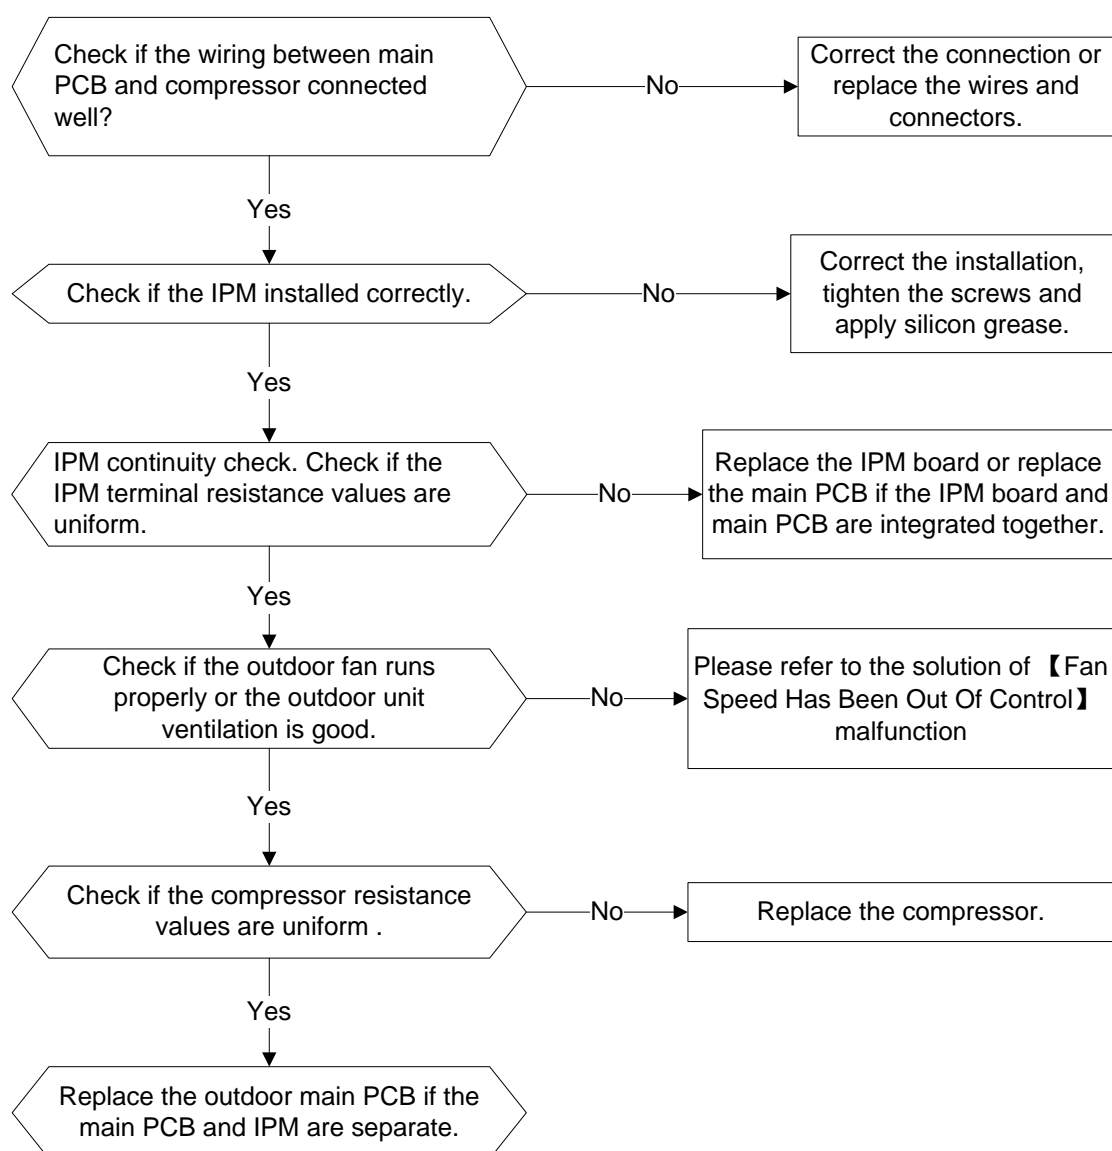 Check if the wiring between main
PCB and compressor connected
well?
No
Correct the connection or
replace the wires and
connectors.
Yes
Check if the IPM installed correctly.
No
Correct the installation,
tighten the screws and
apply silicon grease.
Yes
IPM continuity check. Check if the
IPM terminal resistance values are
uniform.
No
Replace the IPM board or replace
the main PCB if the IPM board and
main PCB are integrated together.
Yes
Check if the outdoor fan runs
properly or the outdoor unit
ventilation is good.
No
Please refer to the solution of 【Fan
Speed Has Been Out Of Control】
malfunction
Yes
Check if the compressor resistance
values are uniform .
No
Replace the compressor.
Yes
Replace the outdoor main PCB if the
main PCB and IPM are separate.